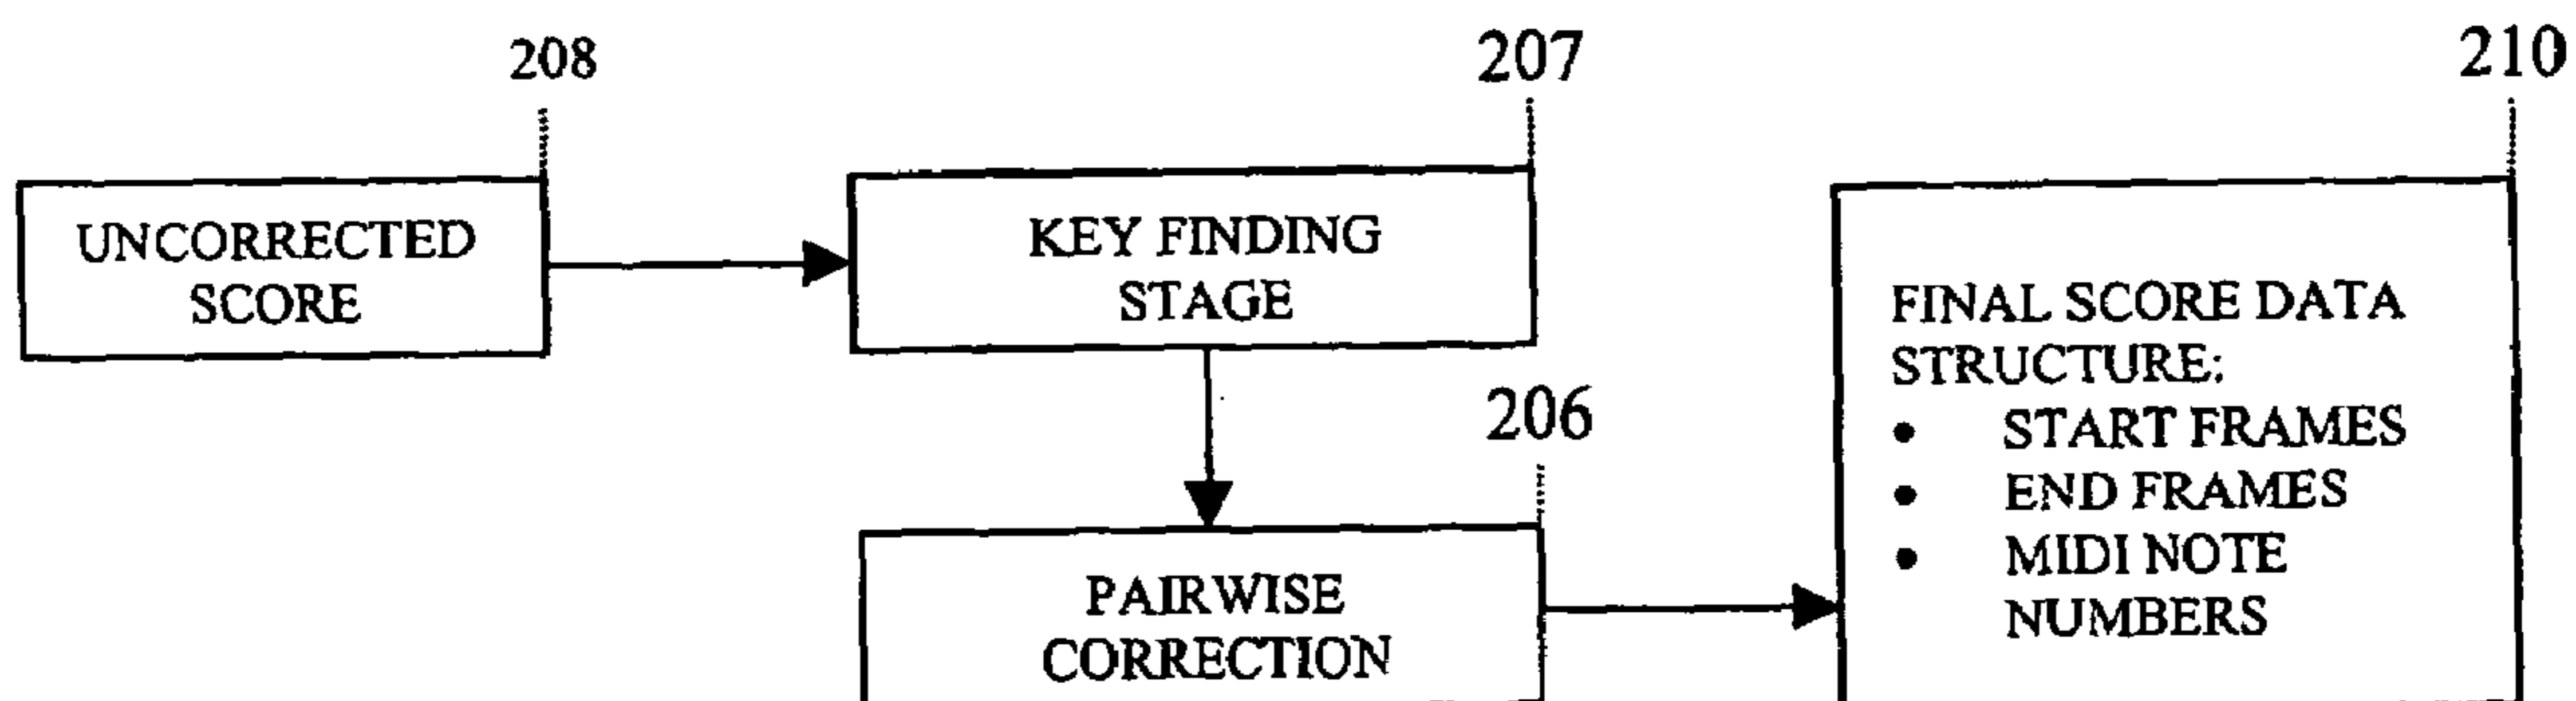 208
207
210
UNCORRECTED
SCORE
KEY FINDING
STAGE
FINAL SCORE DATA
STRUCTURE:
• START FRAMES
• END FRAMES
• MIDI NOTE
NUMBERS
206
PAIRWISE
CORRECTION